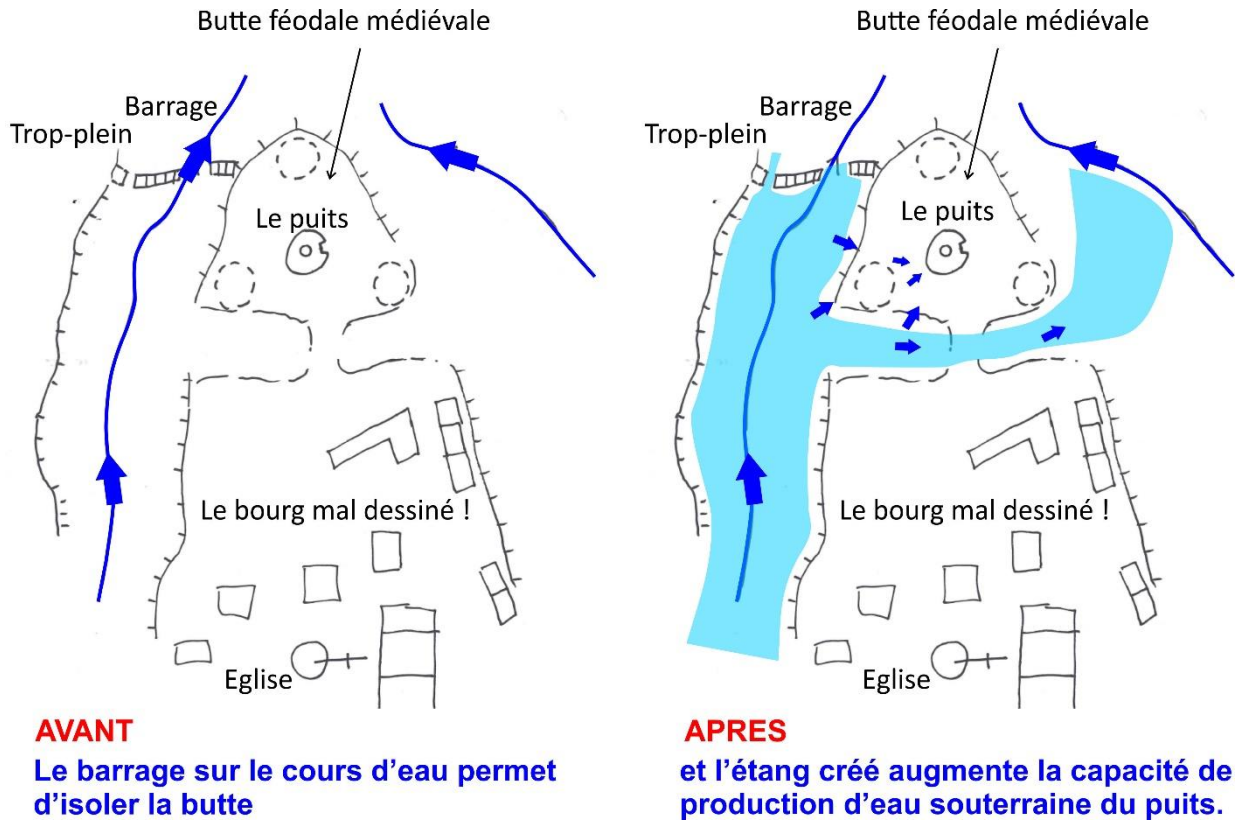 Butte féodale médiévale
Barrage
Trop-plein
Le puits
Le bourg mal dessiné !
Eglise
AVANT
Le barrage sur le cours d'eau permet
d'isoler la butte
Butte féodale médiévale
Barrage
Trop-plein
Le puits
Le bourg mal dessiné !
Eglise
APRES
et l'étang créé augmente la capacité de
production d'eau souterraine du puits.